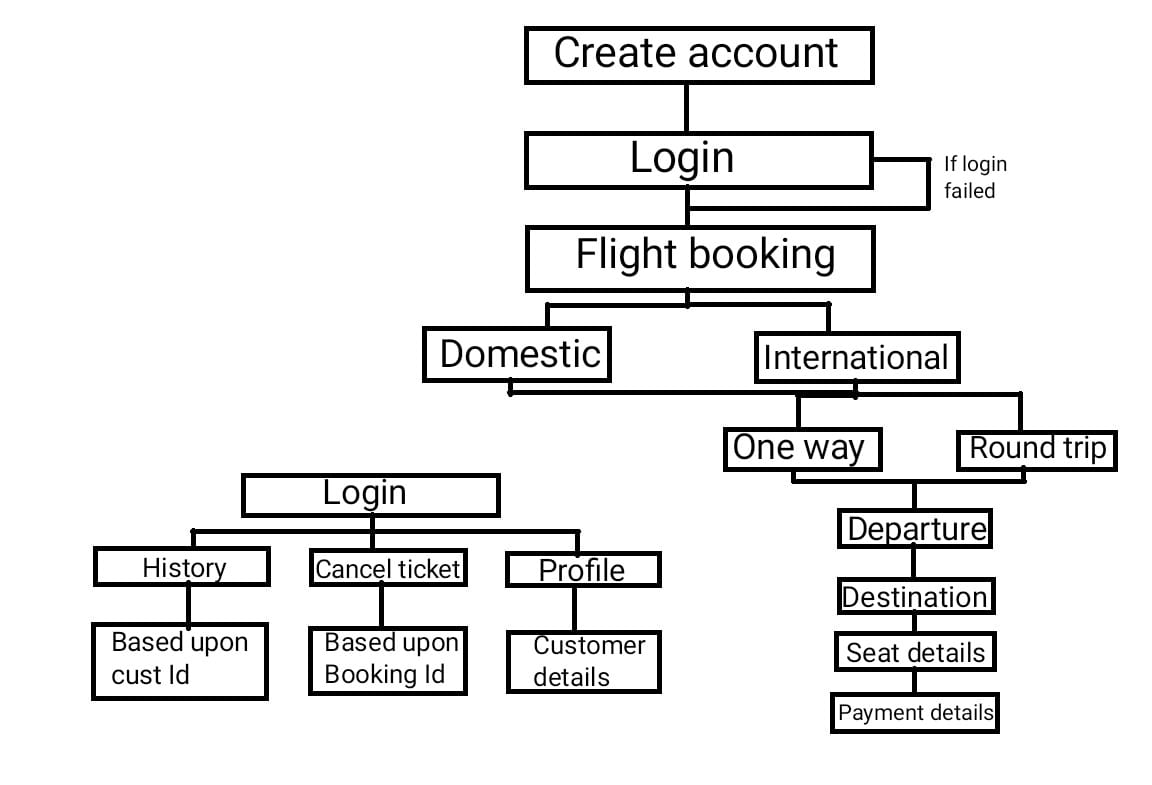 Create account
Login
If login
failed
Flight booking
Domestic
International
One way
Round trip
Departure
Destination
Seat details
Payment details
Login
History
Cancel ticket
Profile
Based upon
cust Id
Based upon
Booking Id
Customer
details